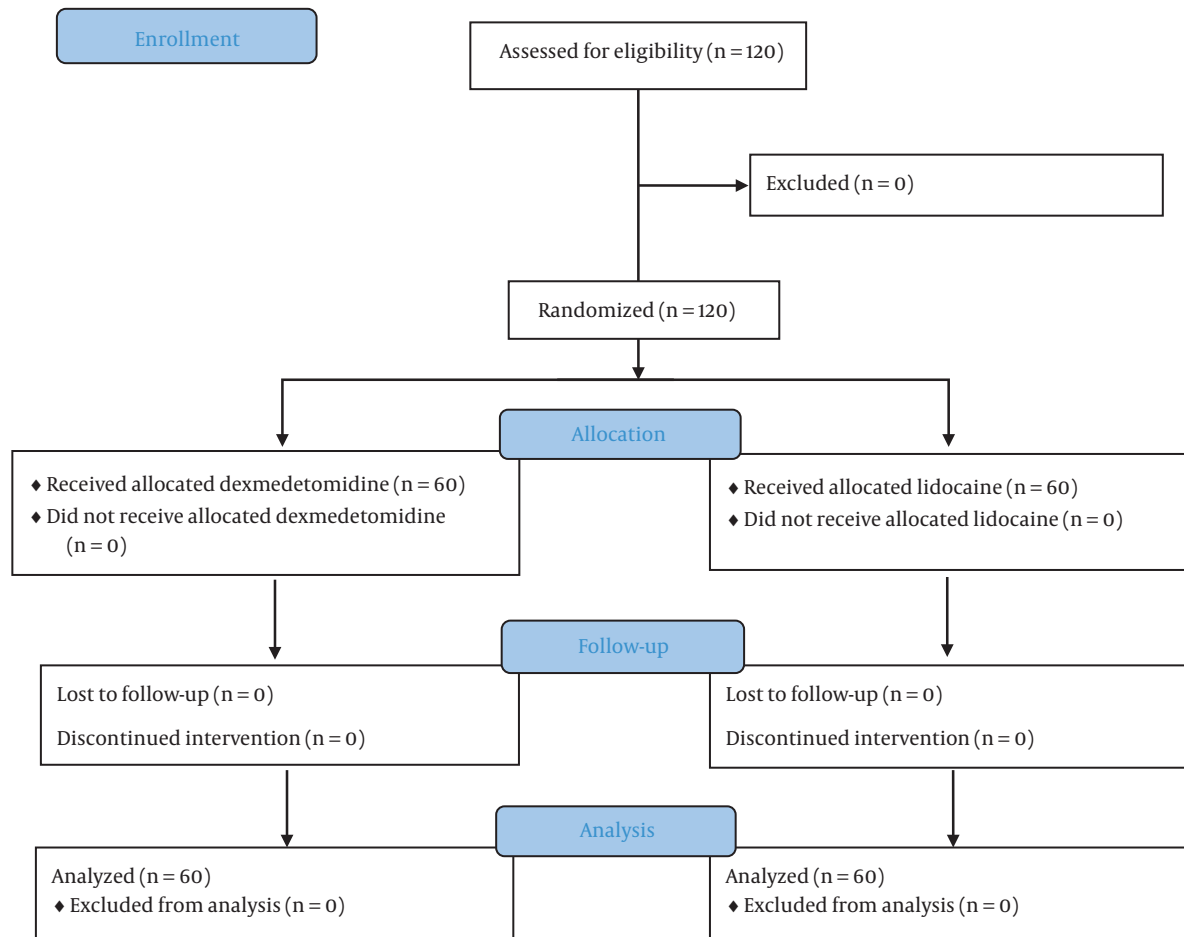 Enrollment
Assessed for eligibility (n = 120)
Excluded (n = 0)
Randomized (n = 120)
Allocation
♦ Received allocated dexmedetomidine (n = 60)
♦ Did not receive allocated dexmedetomidine
(n = 0)
♦ Received allocated lidocaine (n = 60)
♦ Did not receive allocated lidocaine (n = 0)
Follow-up
Lost to follow-up (n = 0)
Discontinued intervention (n = 0)
Lost to follow-up (n = 0)
Discontinued intervention (n = 0)
Analysis
Analyzed (n = 60)
♦ Excluded from analysis (n = 0)
Analyzed (n = 60)
♦ Excluded from analysis (n = 0)